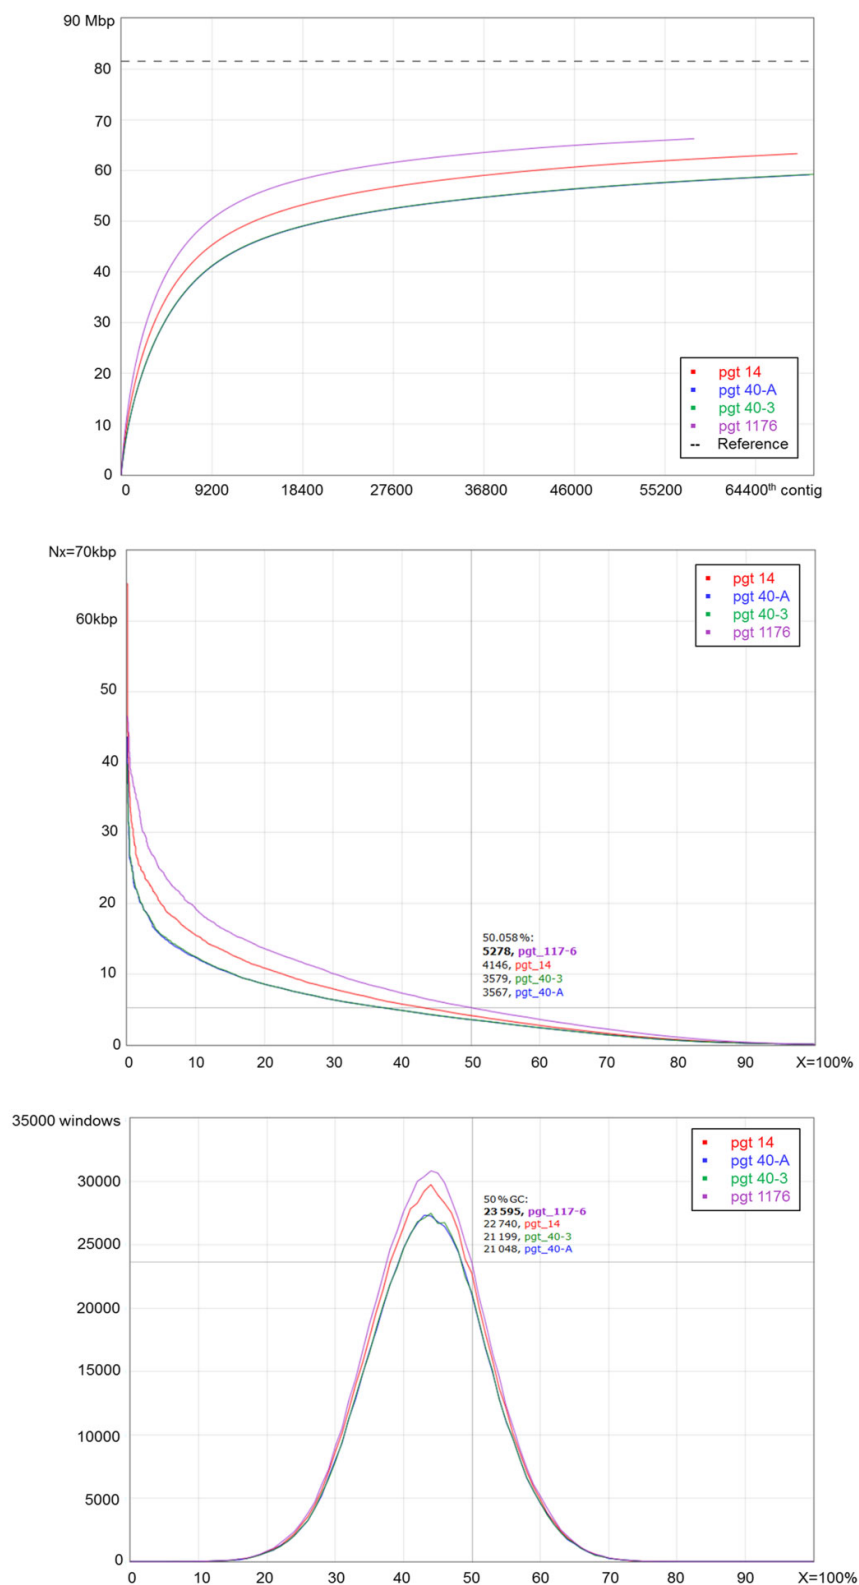 90 Mbp
80
70
60
50
40
30
20
10
0
0 9200 18400 27600 36800 46000 55200 64400th contig
pgt 14
pgt 40-A
pgt 40-3
pgt 1176
-- Reference
Nx=70kbp
60kbp
50
40
30
20
10
0
0 10 20 30 40 50 60 70 80 90 X=100%
pgt 14
pgt 40-A
pgt 40-3
pgt 1176
50.058%:
5278, pgt_117-6
4146, pgt_14
3579, pgt_40-3
3567, pgt_40-A
35000 windows
30000
25000
20000
15000
10000
5000
0
0 10 20 30 40 50 60 70 80 90 X=100%
pgt 14
pgt 40-A
pgt 40-3
pgt 1176
50%GC:
23 595, pgt_117-6
22 740, pgt_14
21 199, pgt_40-3
21 048, pgt_40-A